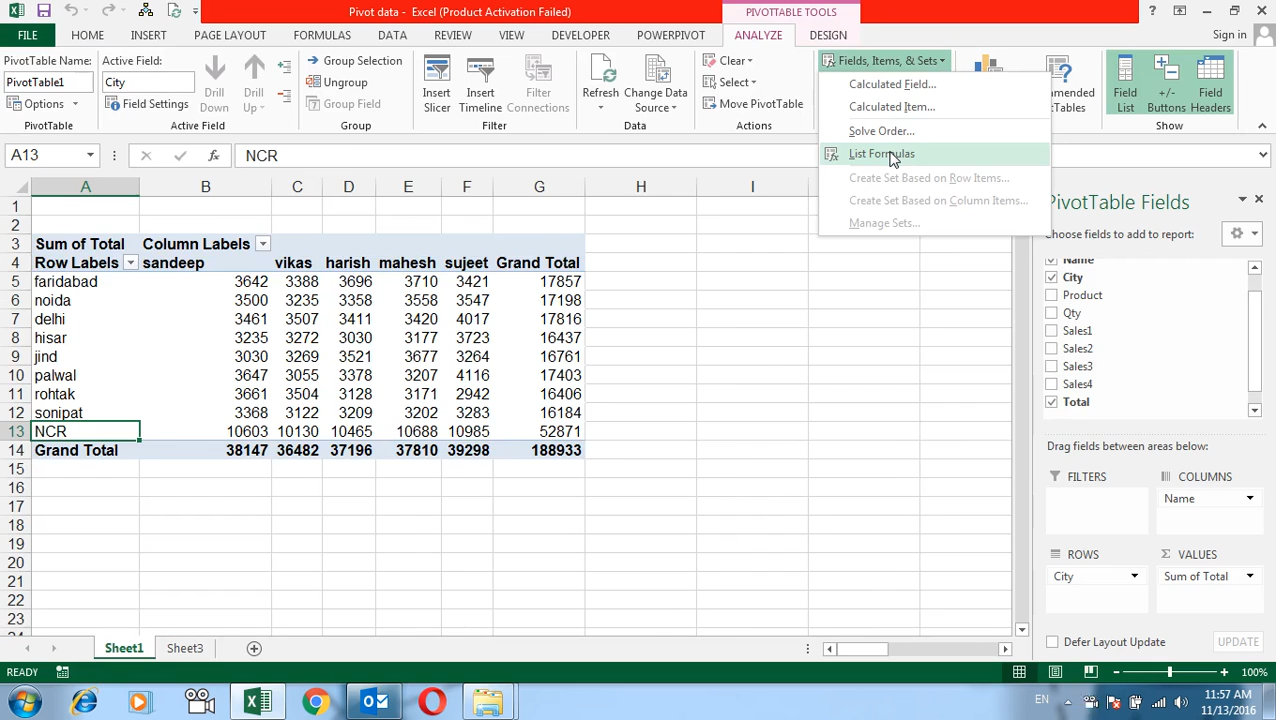 Pivot data - Excel (Product Activation Failed)
PIVOTTABLE TOOLS
?
FILE HOME INSERT PAGE LAYOUT FORMULAS DATA REVIEW VIEW DEVELOPER POWERPIVOT ANALYZE DESIGN Sign in
PivotTable Name:
PivotTable1
Options
PivotTable
Active Field:
City
Field Settings
Drill Down
Drill Up
Active Field
Group Selection
Ungroup
Group Field
Group
Insert Slicer
Insert Timeline
Filter Connections
Filter
Refresh
Change Data Source
Data
Clear
Select
Move PivotTable
Actions
Fields, Items, & Sets
Calculated Field...
Calculated Item...
Solve Order...
List Formulas
Create Set Based on Row Items...
Create Set Based on Column Items...
Manage Sets...
Field List
+/- Buttons
Field Headers
Show
A13 fx NCR
A B C D E F G H I
1
2
3 Sum of Total Column Labels
4 Row Labels sandeep vikas harish mahesh sujeet Grand Total
5 faridabad 3642 3388 3696 3710 3421 17857
6 noida 3500 3235 3358 3558 3547 17198
7 delhi 3461 3507 3411 3420 4017 17816
8 hisar 3235 3272 3030 3177 3723 16437
9 jind 3030 3269 3521 3677 3264 16761
10 palwal 3647 3055 3378 3207 4116 17403
11 rohtak 3661 3504 3128 3171 2942 16406
12 sonipat 3368 3122 3209 3202 3283 16184
13 NCR 10603 10130 10465 10688 10985 52871
14 Grand Total 38147 36482 37196 37810 39298 188933
15
16
17
18
19
20
21
22
23
PivotTable Fields
Choose fields to add to report:
Name
City
Product
Qty
Sales1
Sales2
Sales3
Sales4
Total
Drag fields between areas below:
FILTERS
COLUMNS
Name
ROWS
City
Σ VALUES
Sum of Total
Defer Layout Update
UPDATE
Sheet1 Sheet3
READY
100%
EN
11:57 AM
11/13/2016